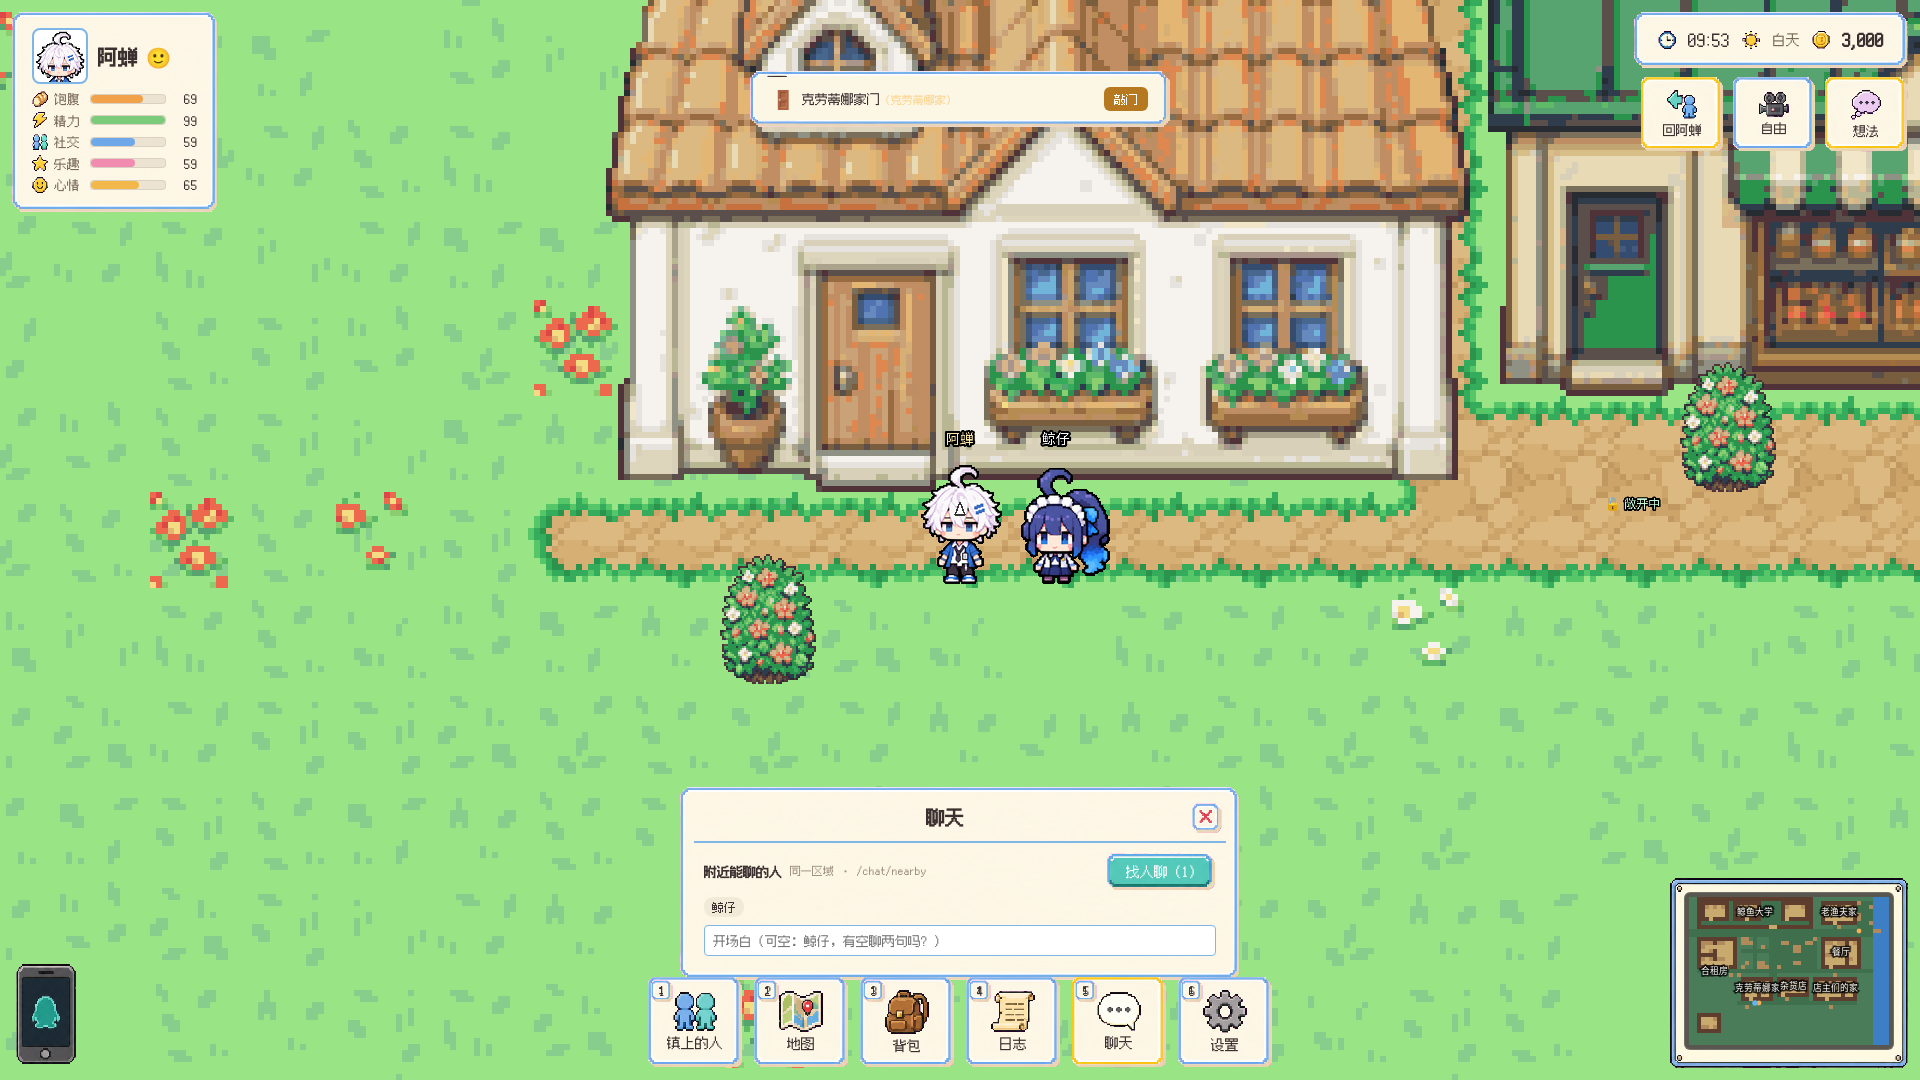 阿蝉
饱腹 69
精力 99
社交 59
乐趣 59
心情 65
克劳蒂娜家门（克劳蒂娜家）
敲门
09:53 白天 3,000
回阿蝉
自由
想法
阿蝉
鲸仔
敞开中
聊天
附近能聊的人 同一区域 · /chat/nearby
找人聊（1）
鲸仔
开场白（可空：鲸仔，有空聊两句吗？）
1 镇上的人
2 地图
3 背包
4 日志
5 聊天
6 设置
鲸鱼大学
老渔夫家
餐厅
合租房
克劳蒂娜家
杂货店
店主们的家